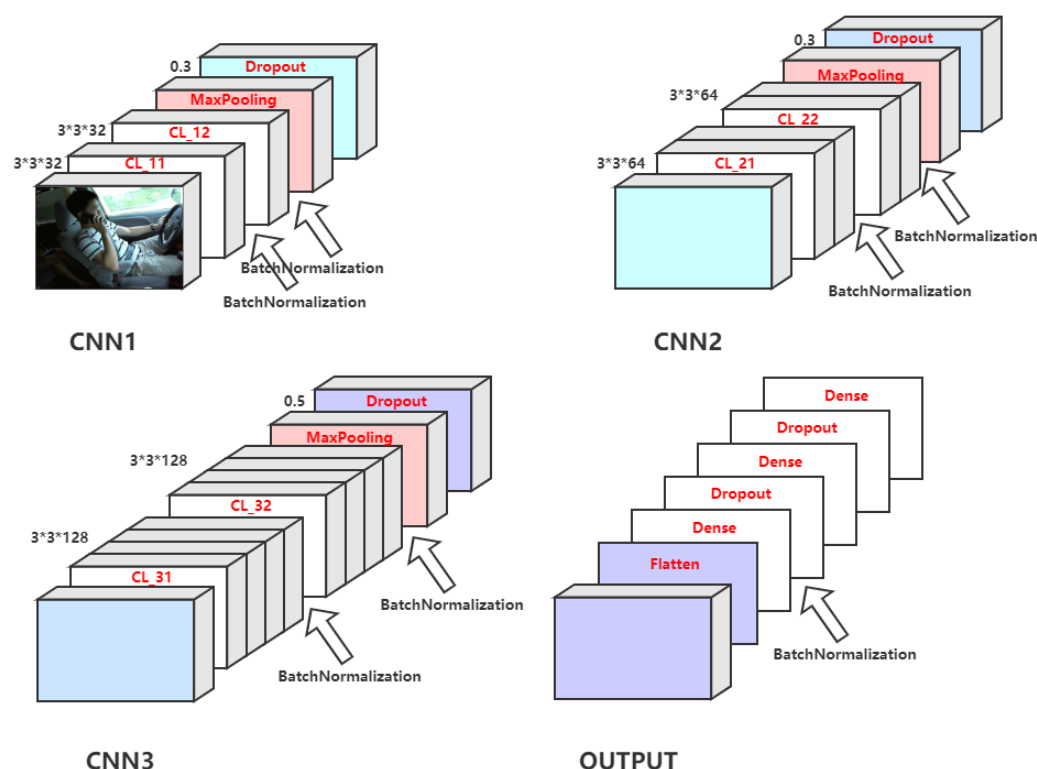 0.3
Dropout
MaxPooling
3*3*32
CL_12
3*3*32
CL_11
BatchNormalization
BatchNormalization
CNN1
0.3
Dropout
MaxPooling
3*3*64
CL_22
3*3*64
CL_21
BatchNormalization
BatchNormalization
CNN2
0.5
Dropout
MaxPooling
3*3*128
CL_32
3*3*128
CL_31
BatchNormalization
BatchNormalization
CNN3
Dense
Dropout
Dense
Dropout
Dense
Flatten
BatchNormalization
OUTPUT